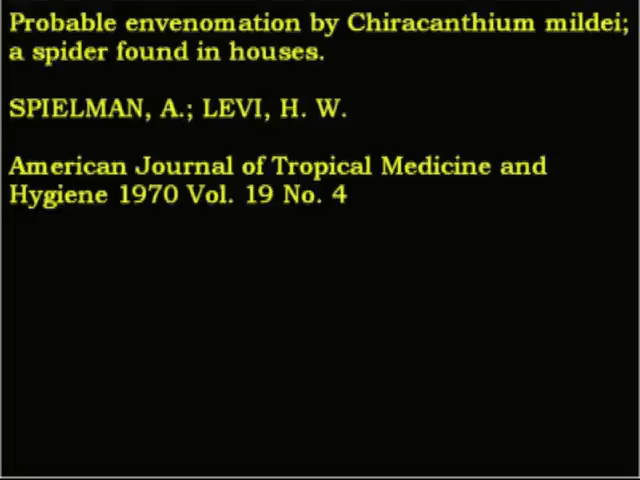 Probable envenomation by Chiracanthium mildei;
a spider found in houses.
SPIELMAN, A.; LEVI, H. W.
American Journal of Tropical Medicine and
Hygiene 1970 Vol. 19 No. 4